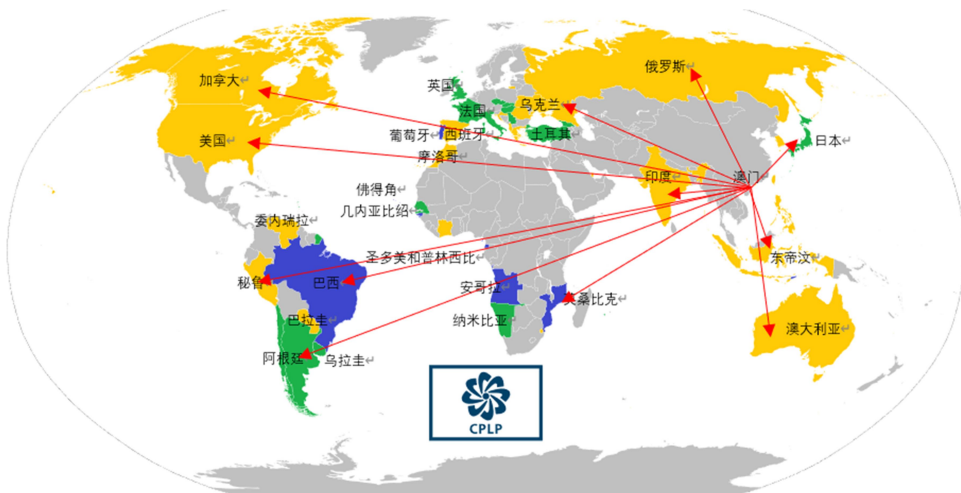 加拿大
俄罗斯
英国
乌克兰
法国
美国
葡萄牙
西班牙
土耳其
日本
摩洛哥
印度
澳门
佛得角
几内亚比绍
委内瑞拉
圣多美和普林西比
东帝汶
秘鲁
巴西
安哥拉
莫桑比克
巴拉圭
纳米比亚
澳大利亚
阿根廷
乌拉圭
CPLP